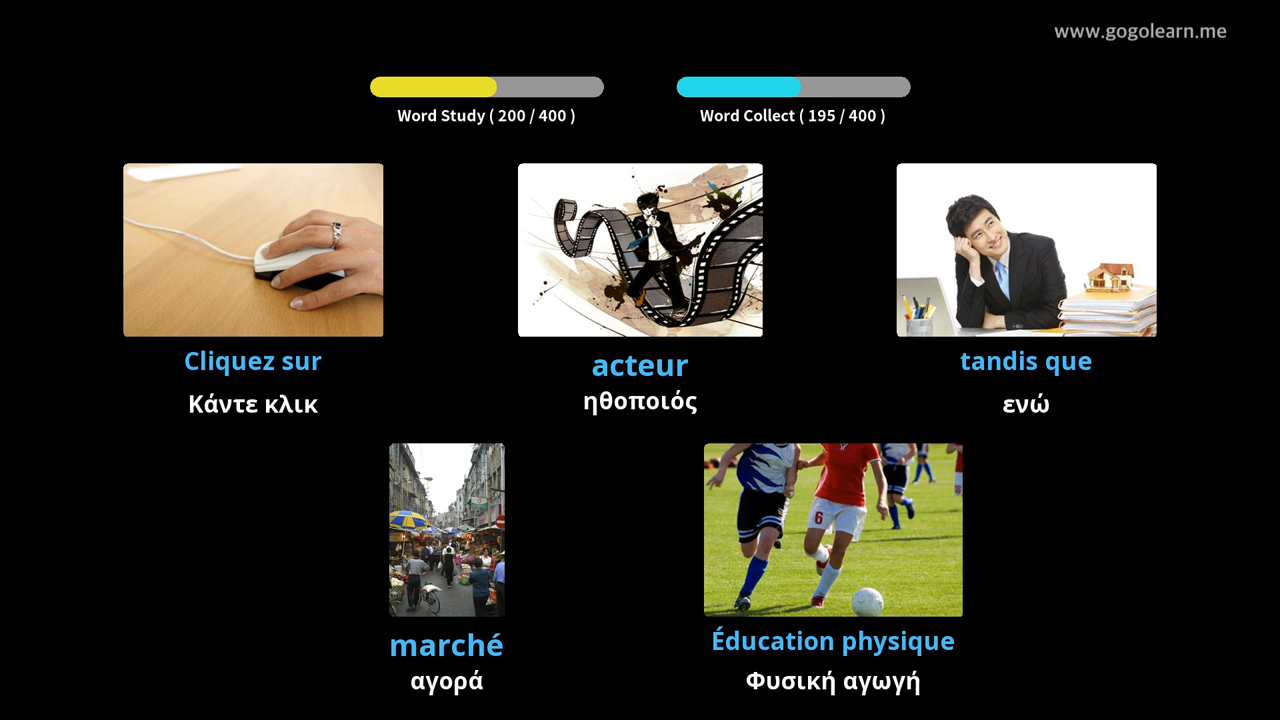 www.gogolearn.me
Word Study ( 200 / 400 )
Word Collect ( 195 / 400 )
Cliquez sur
Κάντε κλικ
acteur
ηθοποιός
tandis que
ενώ
marché
αγορά
6
Éducation physique
Φυσική αγωγή